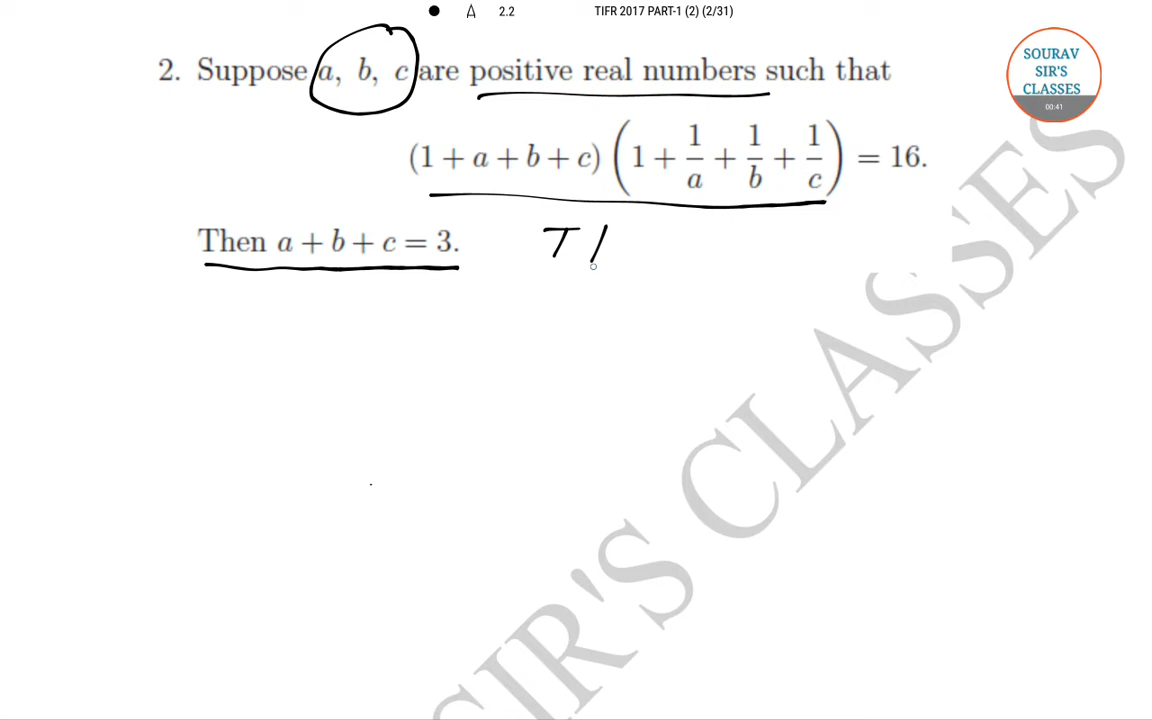 ● A 2.2 TIFR 2017 PART-1 (2) (2/31)
SOURAV
SIR'S
CLASSES
00:41
2. Suppose a, b, c are positive real numbers such that
(1 + a + b + c) (1 + 1/a + 1/b + 1/c) = 16.
Then a + b + c = 3.
T /
SIR'S CLASSES